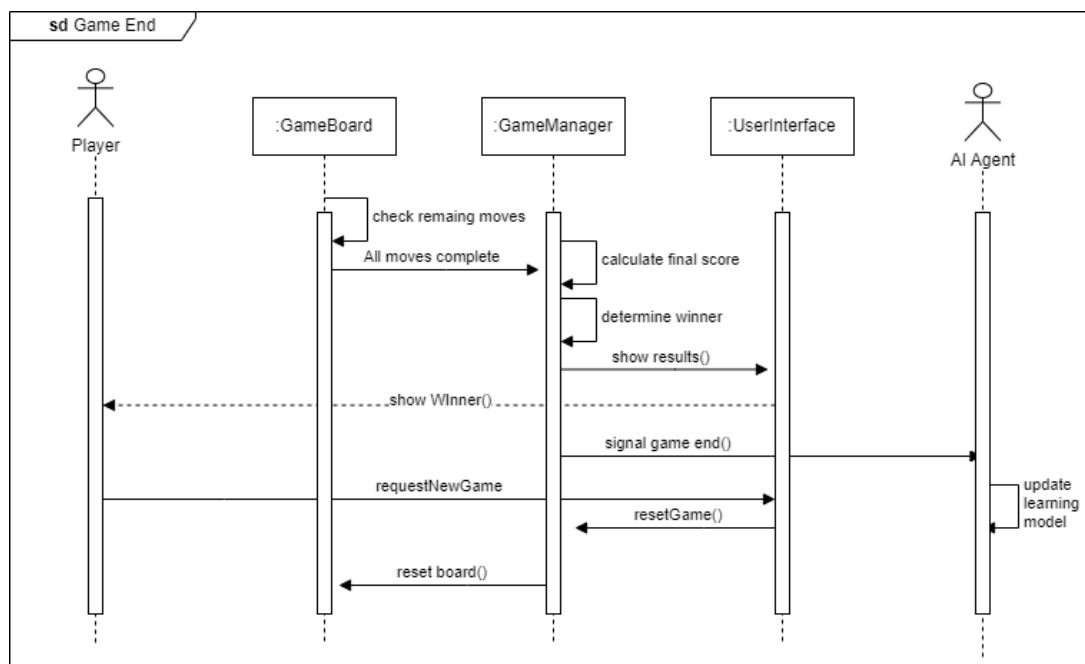 sd Game End
Player
:GameBoard
:GameManager
:UserInterface
AI Agent
check remaing moves
All moves complete
calculate final score
determine winner
show results()
show WInner()
signal game end()
requestNewGame
update
learning
model
resetGame()
reset board()